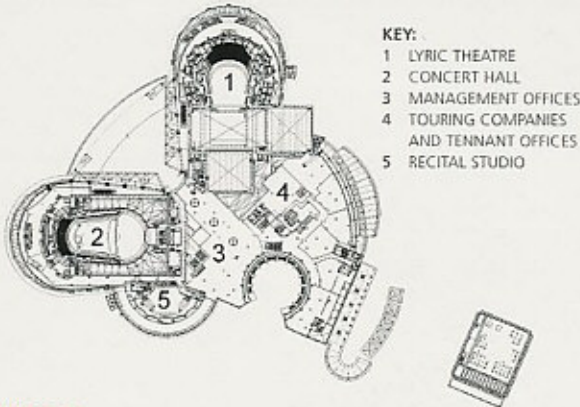 KEY:
1 LYRIC THEATRE
2 CONCERT HALL
3 MANAGEMENT OFFICES
4 TOURING COMPANIES
AND TENNANT OFFICES
5 RECITAL STUDIO
1
4
2
3
5